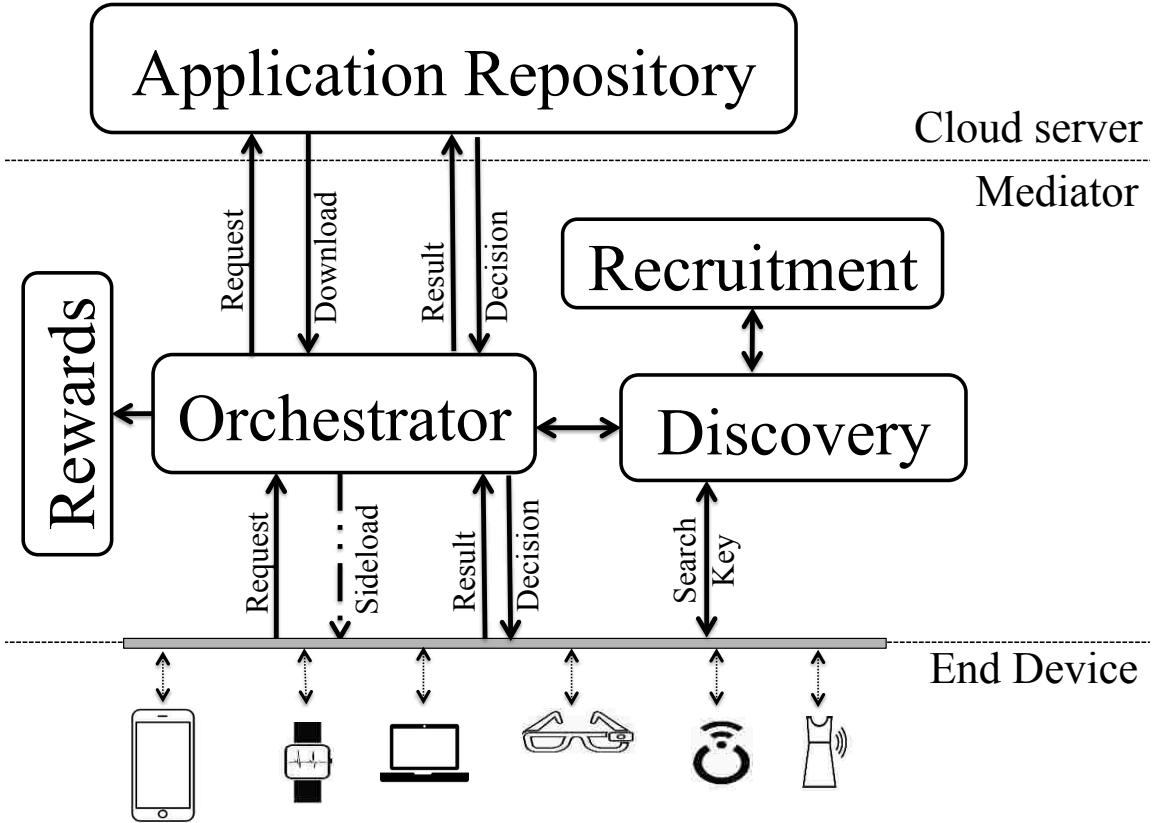 Application Repository
Cloud server
Mediator
Request
Download
Result
Decision
Recruitment
Rewards
Orchestrator
Discovery
Request
Sideload
Result
Decision
Search
Key
End Device